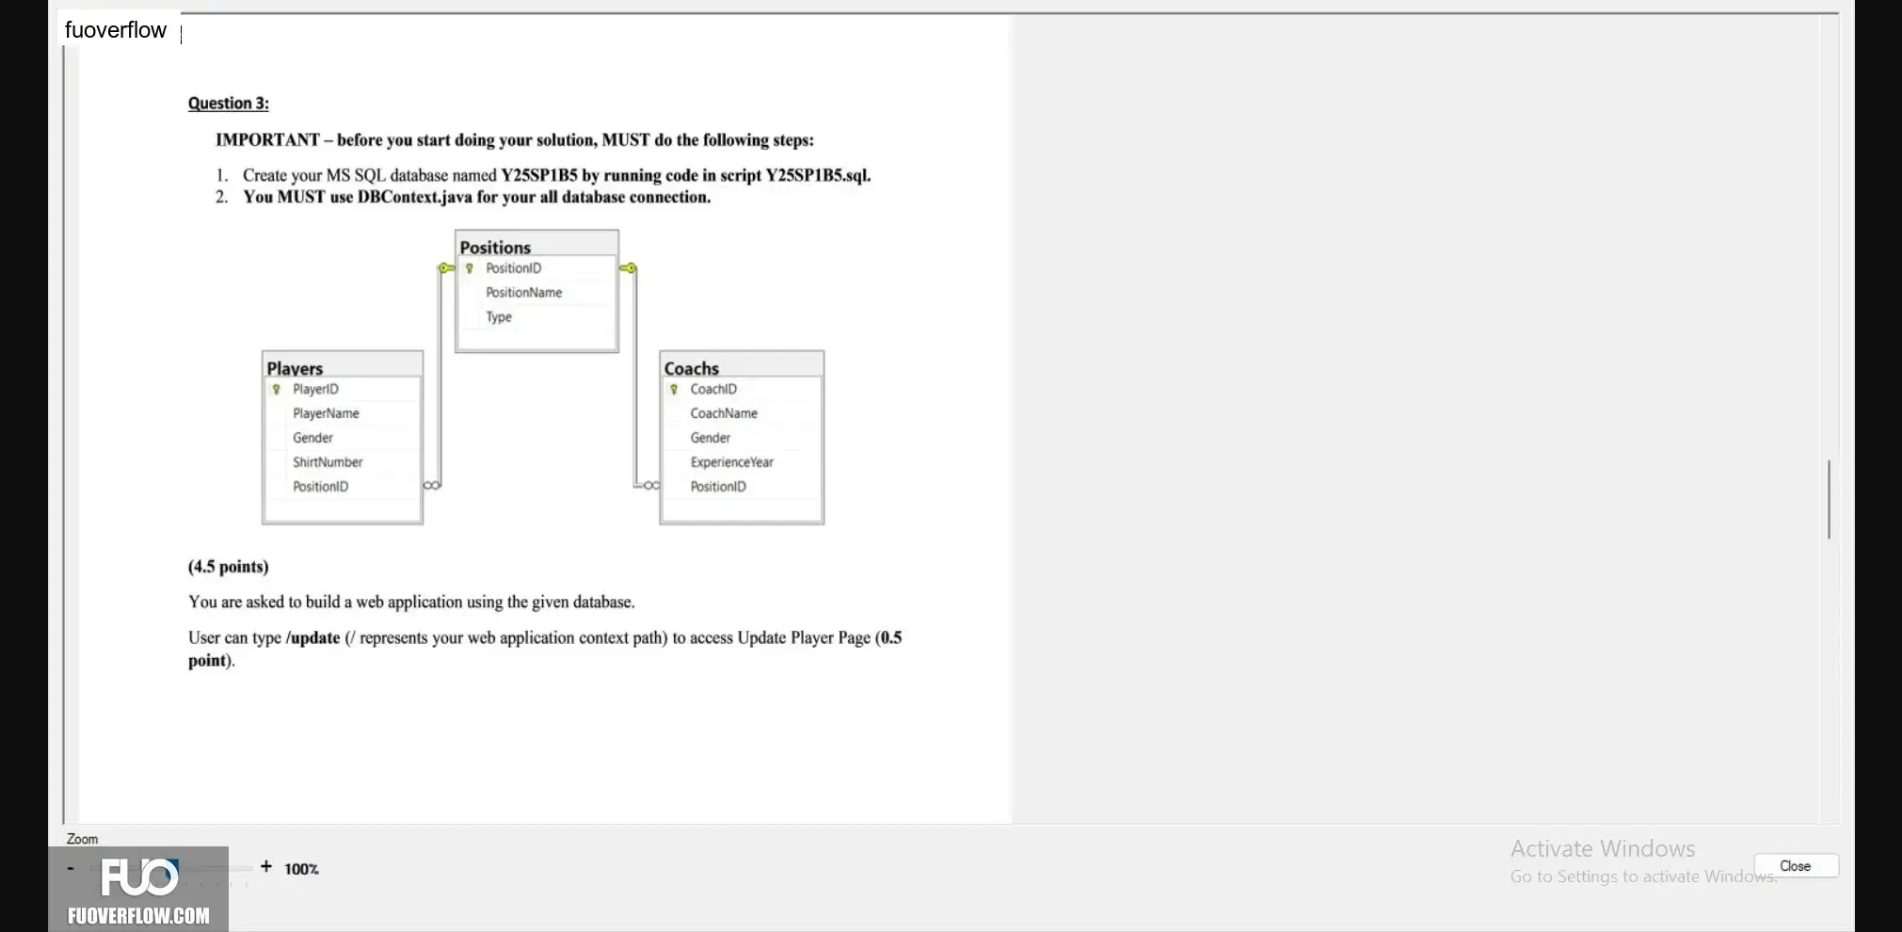 fuoverflow
Question 3:
IMPORTANT – before you start doing your solution, MUST do the following steps:
1. Create your MS SQL database named Y25SP1B5 by running code in script Y25SP1B5.sql.
2. You MUST use DBContext.java for your all database connection.
Positions
PositionID
PositionName
Type
Players
PlayerID
PlayerName
Gender
ShirtNumber
PositionID
Coachs
CoachID
CoachName
Gender
ExperienceYear
PositionID
(4.5 points)
You are asked to build a web application using the given database.
User can type /update (/ represents your web application context path) to access Update Player Page (0.5
point).
Zoom
- + 100%
FUO
FUOVERFLOW.COM
Activate Windows
Go to Settings to activate Windows.
Close